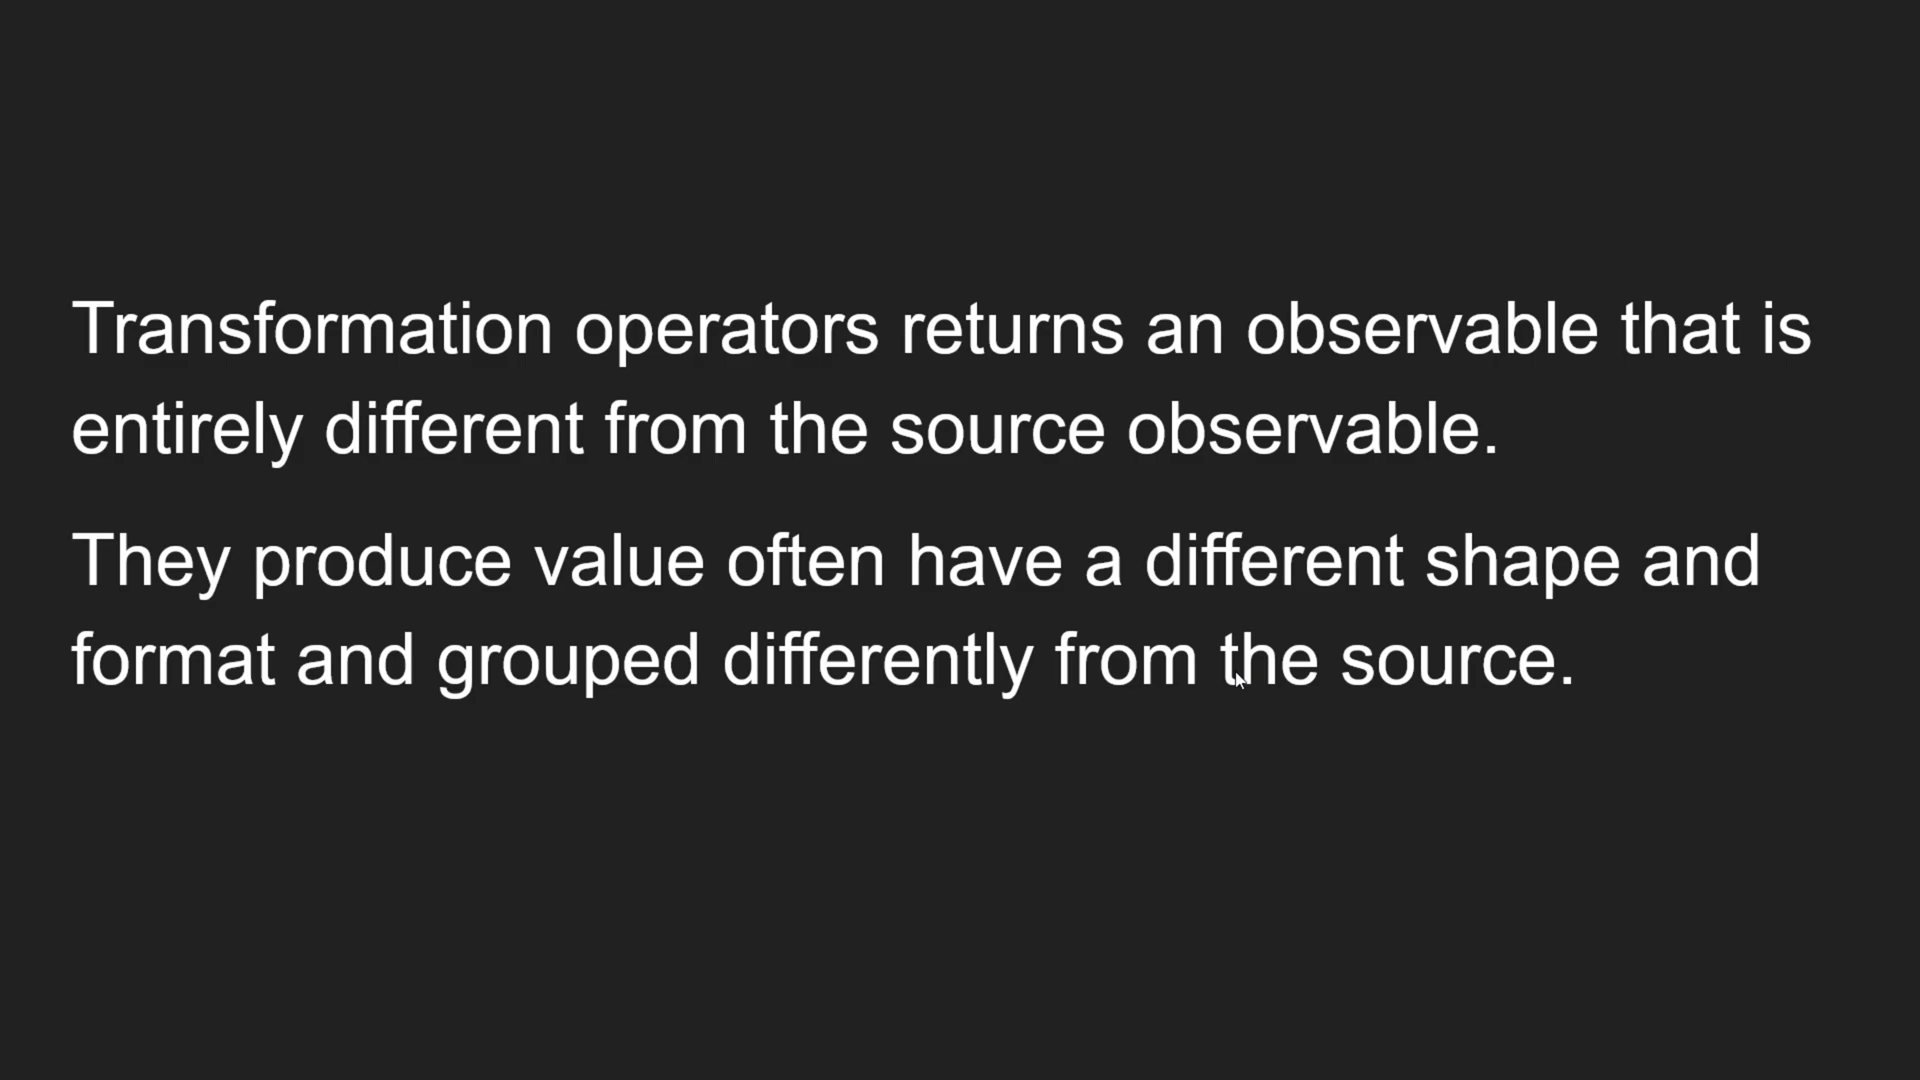 Transformation operators returns an observable that is
entirely different from the source observable.
They produce value often have a different shape and
format and grouped differently from the source.